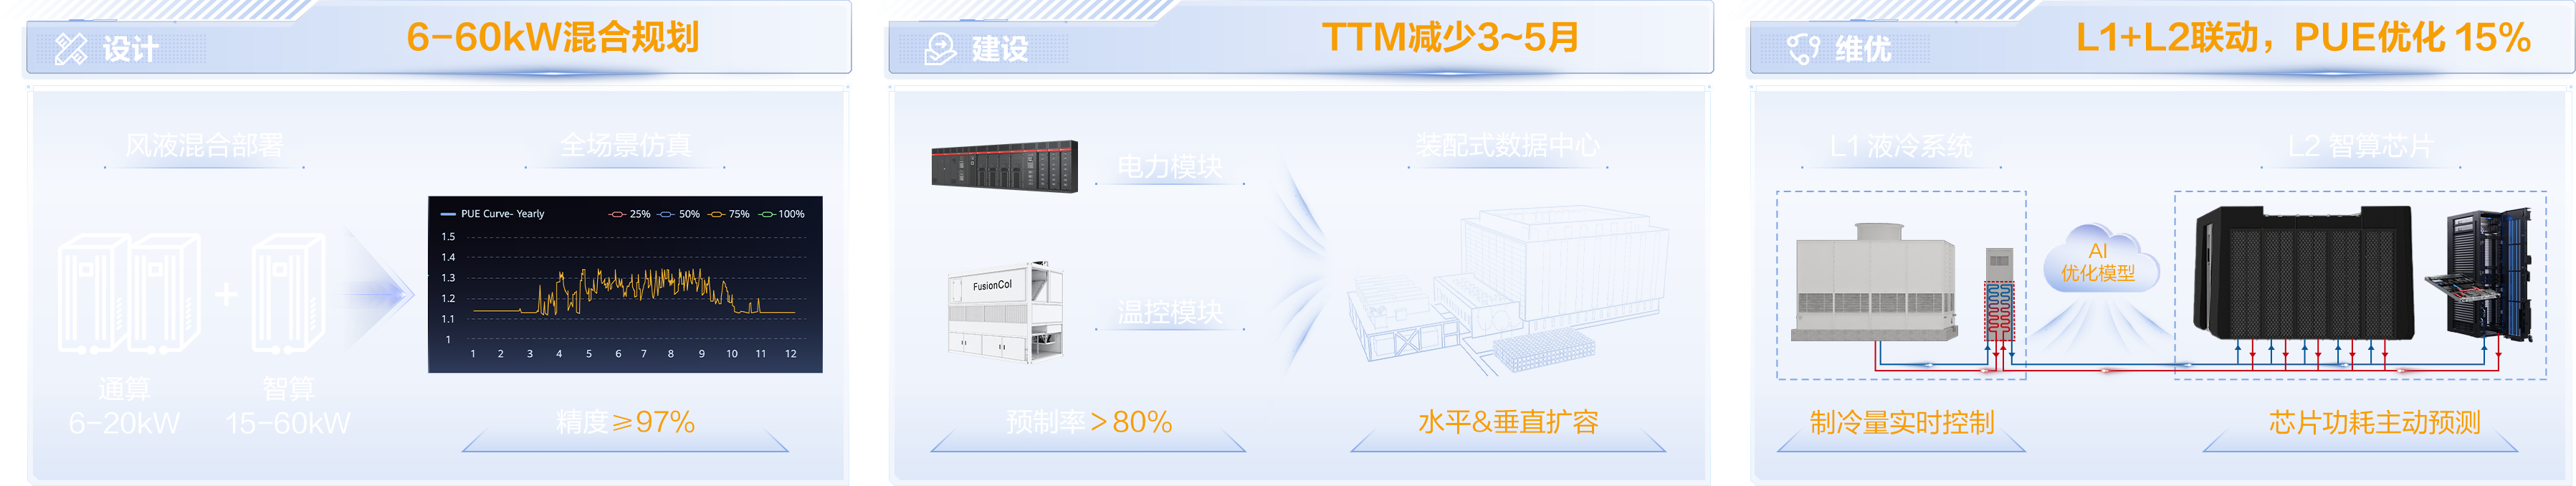 设计
6-60kW混合规划
风液混合部署
全场景仿真
PUE Curve- Yearly
25%
50%
75%
100%
1.5
1.4
1.3
1.2
1.1
1
1 2 3 4 5 6 7 8 9 10 11 12
+
通算
6-20kW
智算
15-60kW
精度≥97%
建设
TTM减少3~5月
电力模块
装配式数据中心
FusionCol
温控模块
预制率>80%
水平&垂直扩容
维优
L1+L2联动，PUE优化 15%
L1 液冷系统
L2 智算芯片
AI
优化模型
制冷量实时控制
芯片功耗主动预测